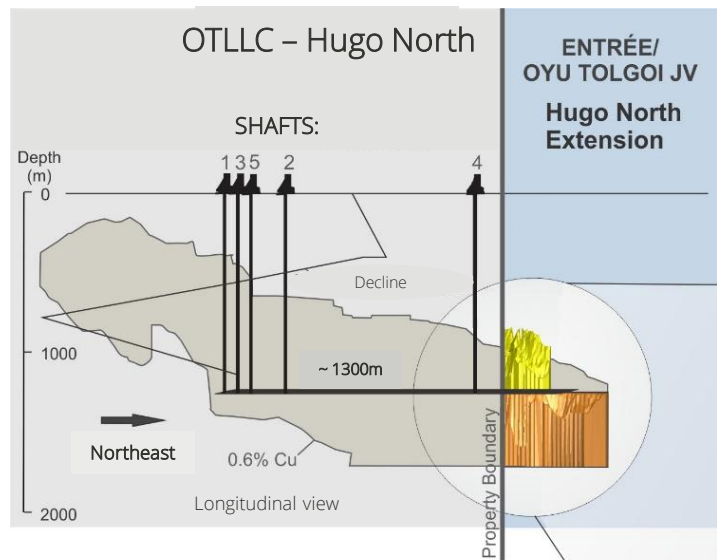 OTLLC – Hugo North
ENTRÉE/
OYU TOLGOI JV
Hugo North
Extension
SHAFTS:
Depth
(m)
1 3 5 2 4
0
Decline
1000
~ 1300m
Northeast
0.6% Cu
Longitudinal view
2000
Property Boundary